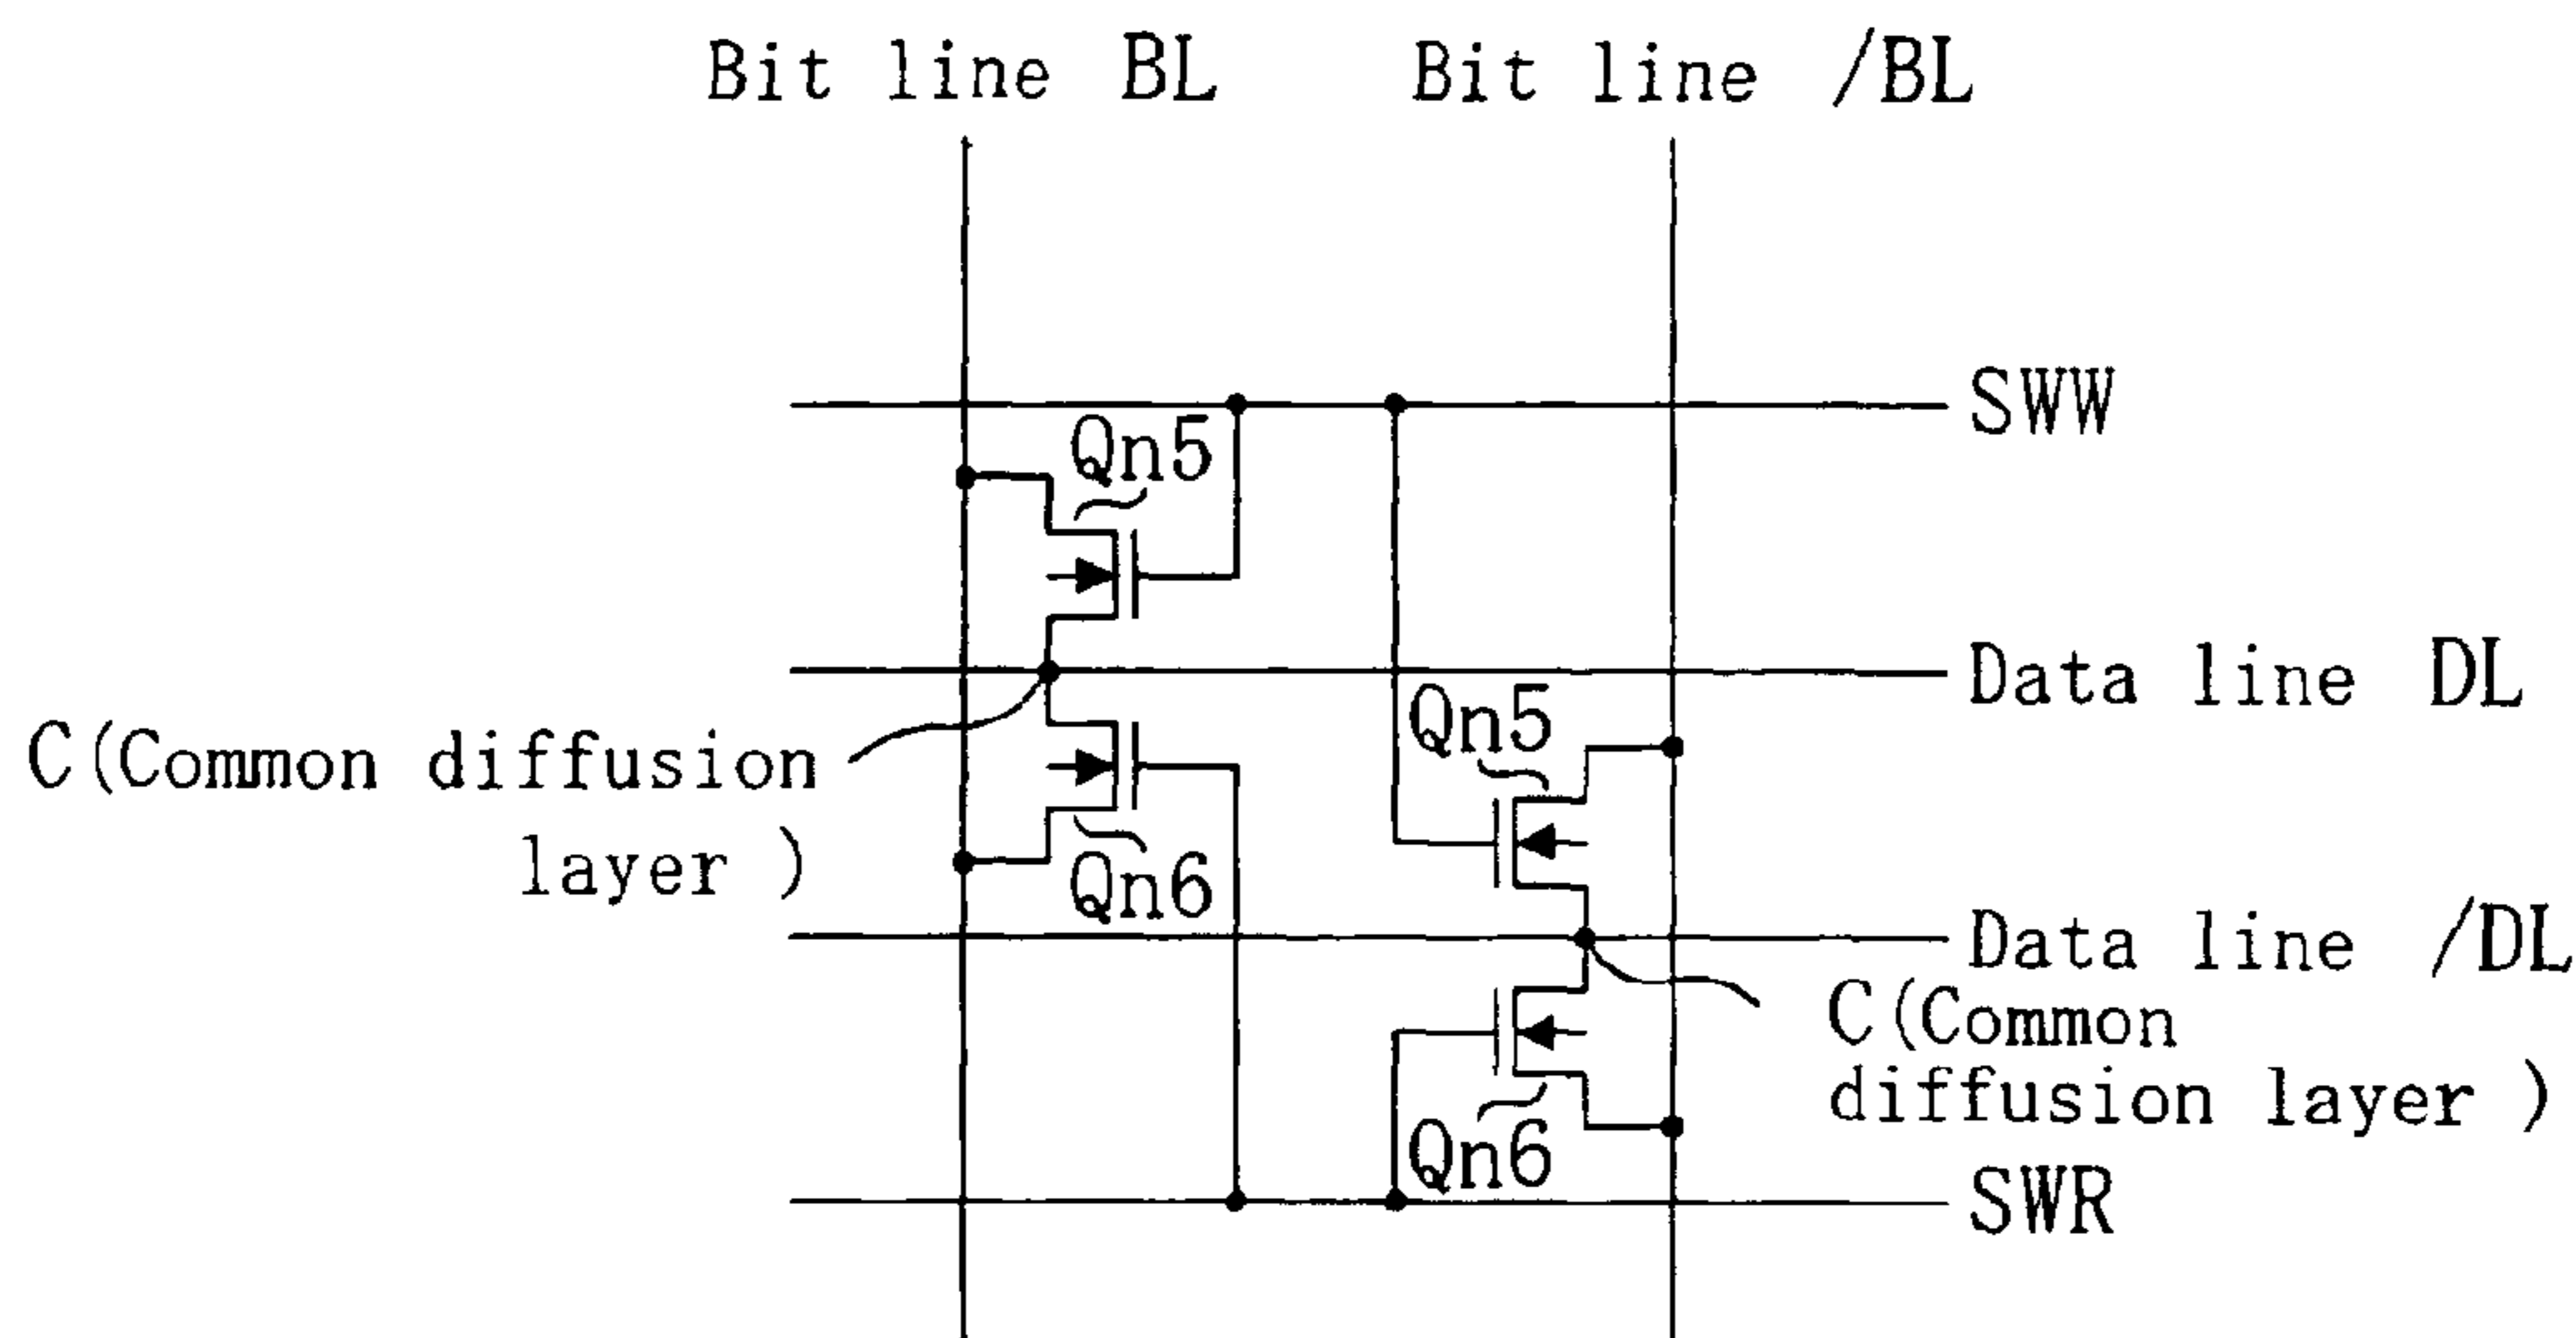 Bit line BL
Bit line /BL
SWW
Qn5
Data line DL
Qn5
C(Common diffusion
layer )
Qn6
Data line /DL
C(Common
diffusion layer )
Qn6
SWR